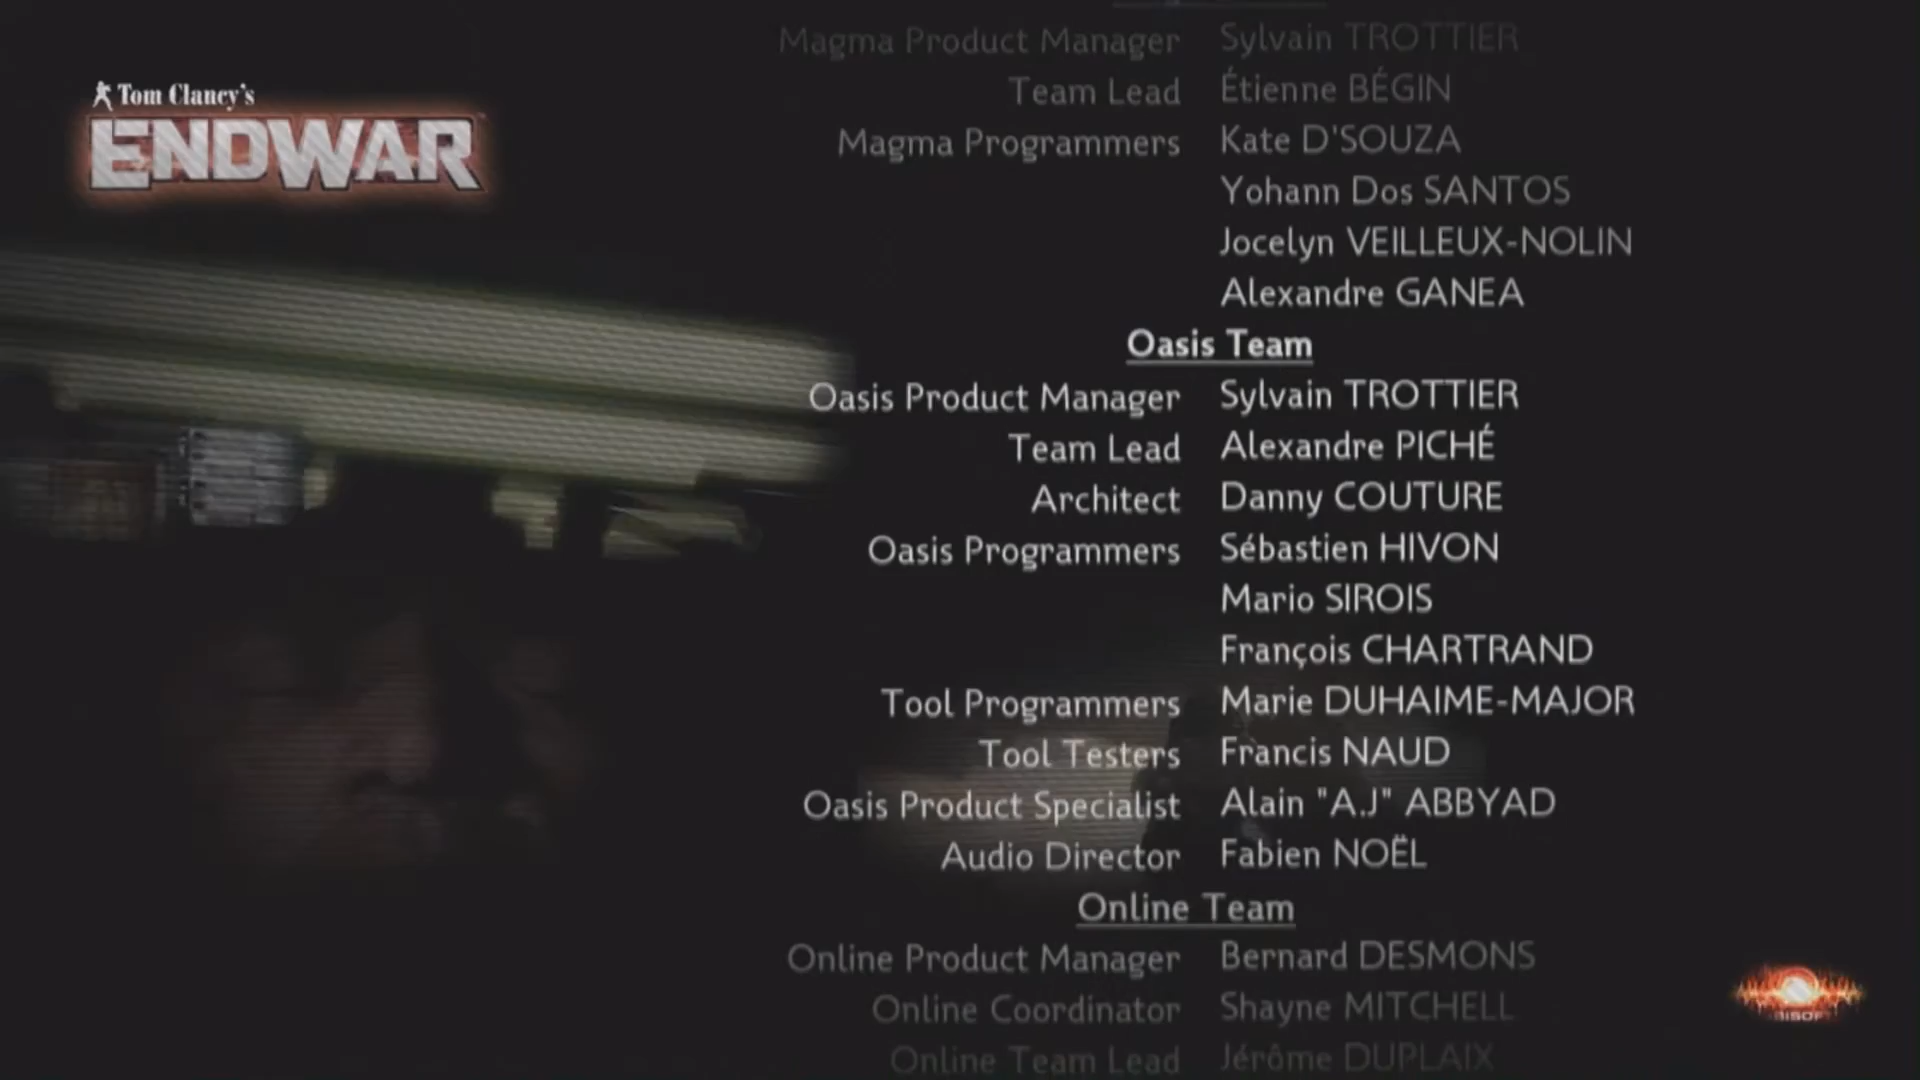 Tom Clancy's
ENDWAR
Magma Product Manager Sylvain TROTTIER
Team Lead Étienne BÉGIN
Magma Programmers Kate D'SOUZA
Yohann Dos SANTOS
Jocelyn VEILLEUX-NOLIN
Alexandre GANEA
Oasis Team
Oasis Product Manager Sylvain TROTTIER
Team Lead Alexandre PICHÉ
Architect Danny COUTURE
Oasis Programmers Sébastien HIVON
Mario SIROIS
François CHARTRAND
Tool Programmers Marie DUHAIME-MAJOR
Tool Testers Francis NAUD
Oasis Product Specialist Alain "A.J" ABBYAD
Audio Director Fabien NOËL
Online Team
Online Product Manager Bernard DESMONS
Online Coordinator Shayne MITCHELL
Online Team Lead Jérôme DUPLAIX